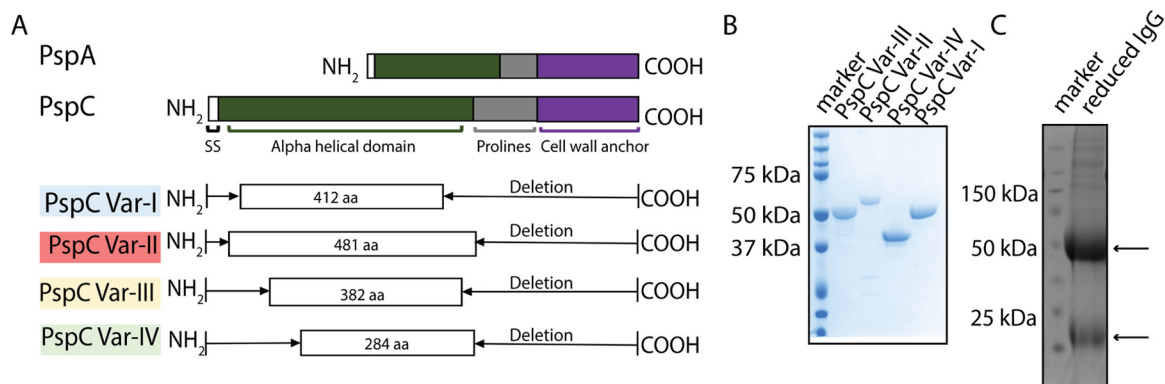 A
PspA
NH2
COOH
PspC
NH2
COOH
SS
Alpha helical domain
Prolines
Cell wall anchor
PspC Var-I
NH2
412 aa
Deletion
COOH
PspC Var-II
NH2
481 aa
Deletion
COOH
PspC Var-III
NH2
382 aa
Deletion
COOH
PspC Var-IV
NH2
284 aa
Deletion
COOH
B
marker
PspC Var-III
PspC Var-II
PspC Var-IV
PspC Var-I
75 kDa
50 kDa
37 kDa
C
marker
reduced IgG
150 kDa
50 kDa
25 kDa